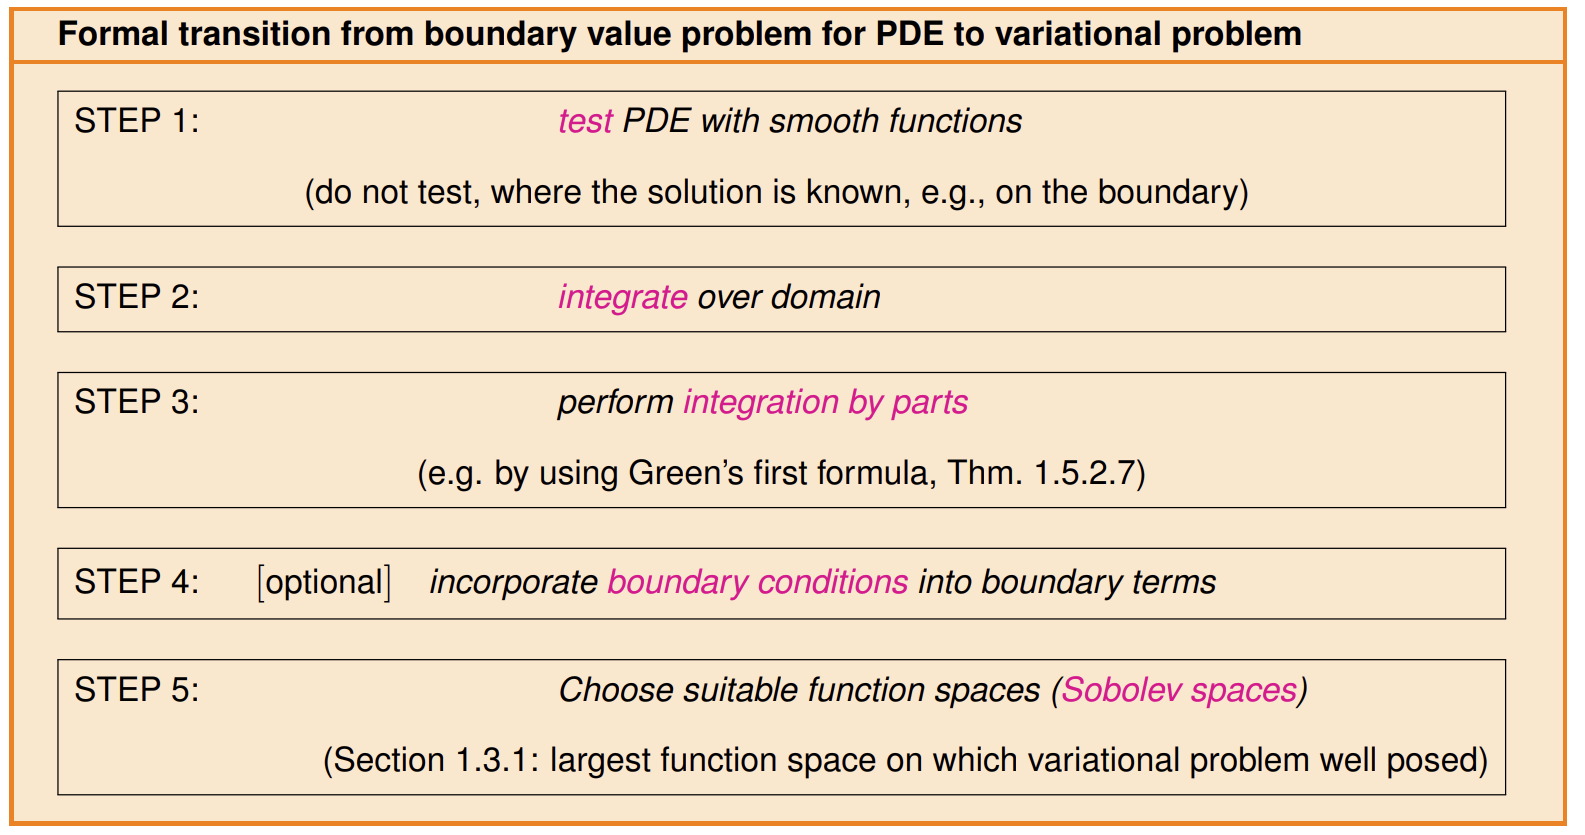 Formal transition from boundary value problem for PDE to variational problem
STEP 1: test PDE with smooth functions
(do not test, where the solution is known, e.g., on the boundary)
STEP 2: integrate over domain
STEP 3: perform integration by parts
(e.g. by using Green’s first formula, Thm. 1.5.2.7)
STEP 4: [optional] incorporate boundary conditions into boundary terms
STEP 5: Choose suitable function spaces (Sobolev spaces)
(Section 1.3.1: largest function space on which variational problem well posed)